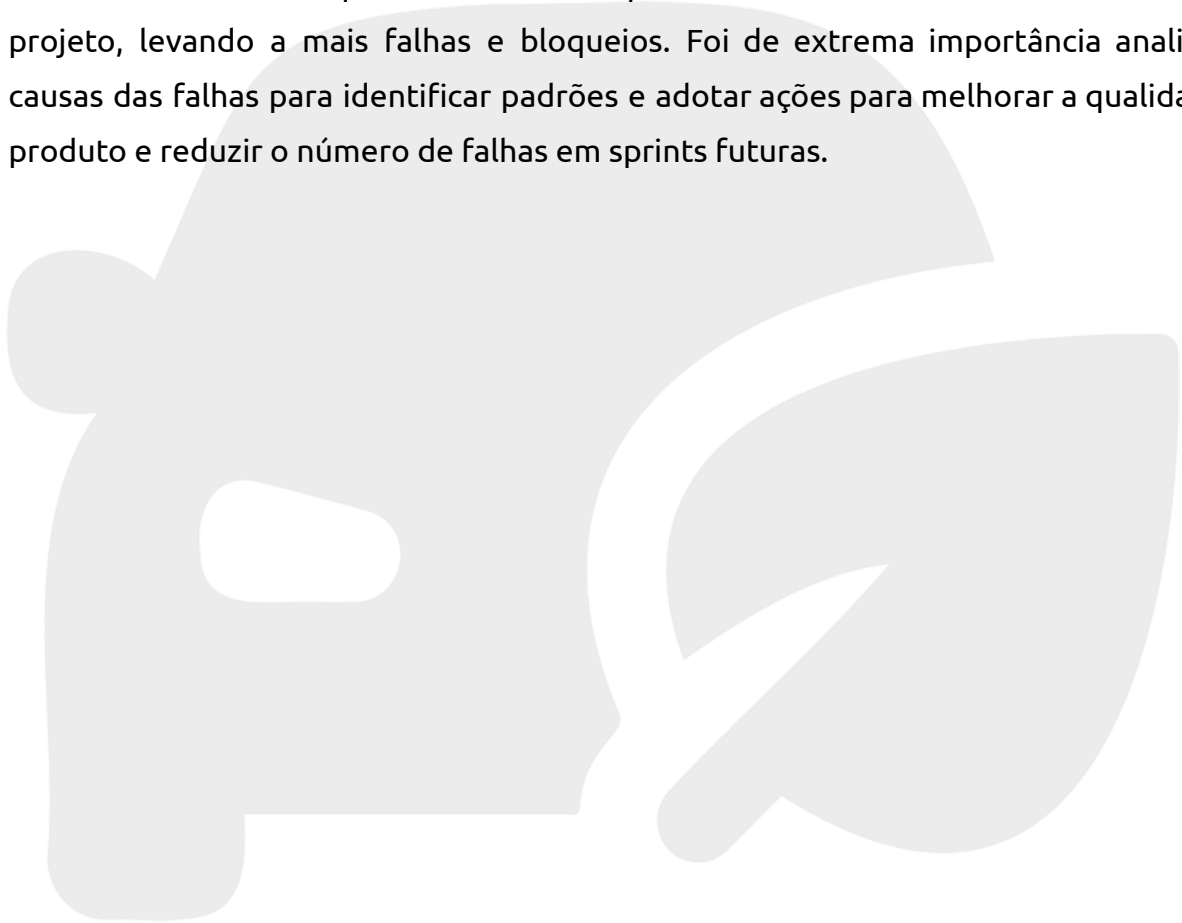 projeto, levando a mais falhas e bloqueios. Foi de extrema importância anali
causas das falhas para identificar padrões e adotar ações para melhorar a qualida
produto e reduzir o número de falhas em sprints futuras.